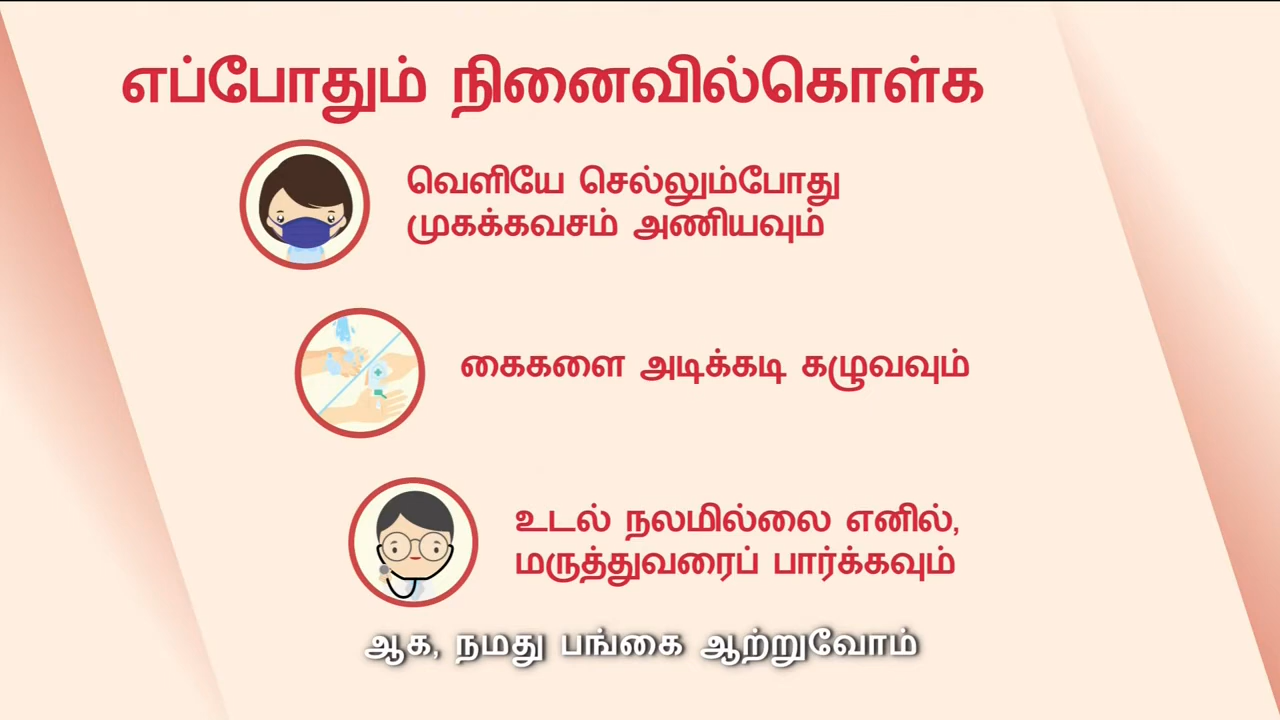 எப்போதும் நினைவில்கொள்க
வெளியே செல்லும்போது
முகக்கவசம் அணியவும்
கைகளை அடிக்கடி கழுவவும்
உடல் நலமில்லை எனில்,
மருத்துவரைப் பார்க்கவும்
ஆக, நமது பங்கை ஆற்றுவோம்